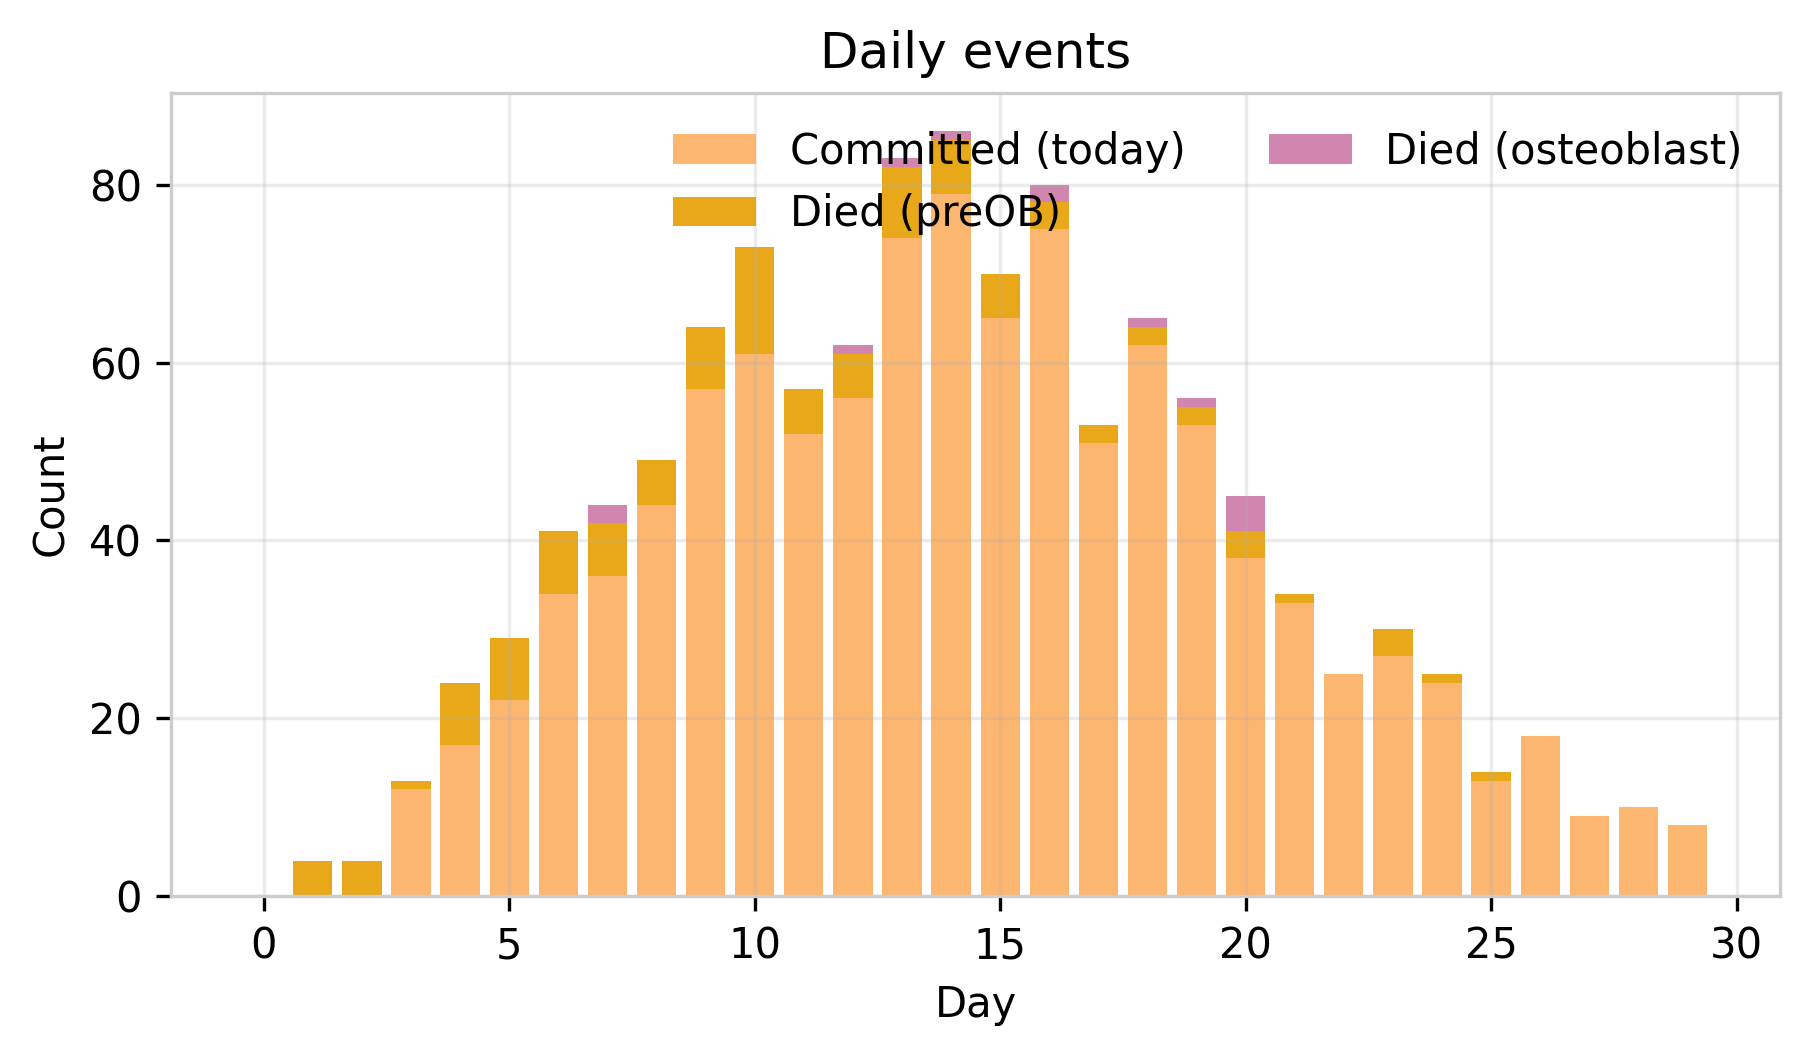 Daily events
Committed (today)
Died (preOB)
Died (osteoblast)
Count
80
60
40
20
0
0 5 10 15 20 25 30
Day